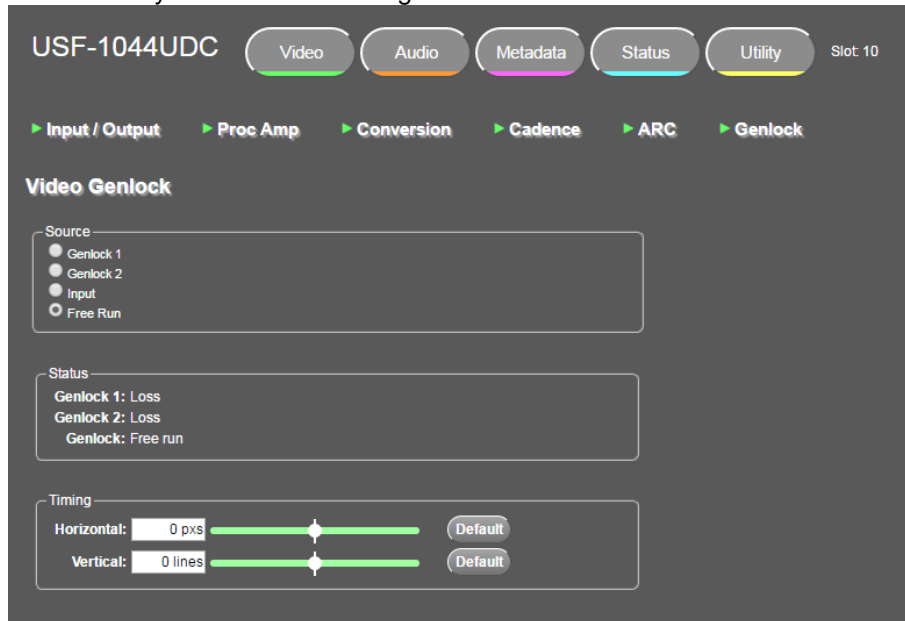 USF-1044UDC Video Audio Metadata Status Utility Slot: 10
Input / Output Proc Amp Conversion Cadence ARC Genlock
Video Genlock
Source
Genlock 1
Genlock 2
Input
Free Run
Status
Genlock 1: Loss
Genlock 2: Loss
Genlock: Free run
Timing
Horizontal: 0 pxs Default
Vertical: 0 lines Default